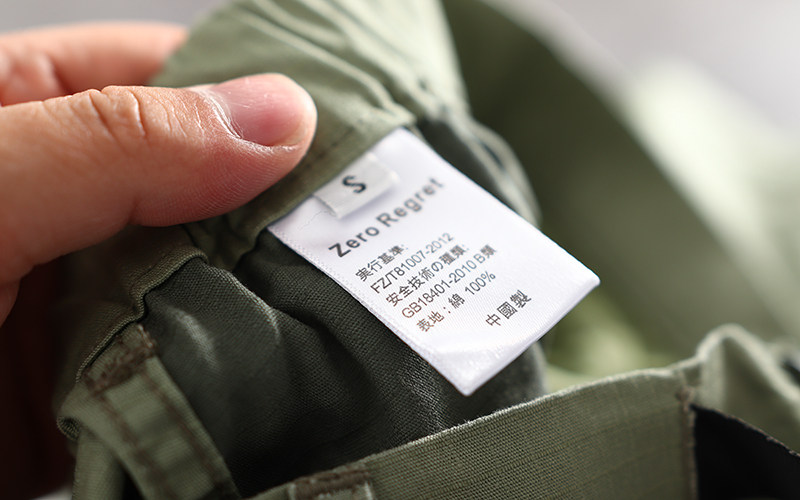 S
Zero Regret
実行基準:
FZ/T81007-2012
安全技術の種類:
GB18401-2010.B類
表地：綿 100%
中國製